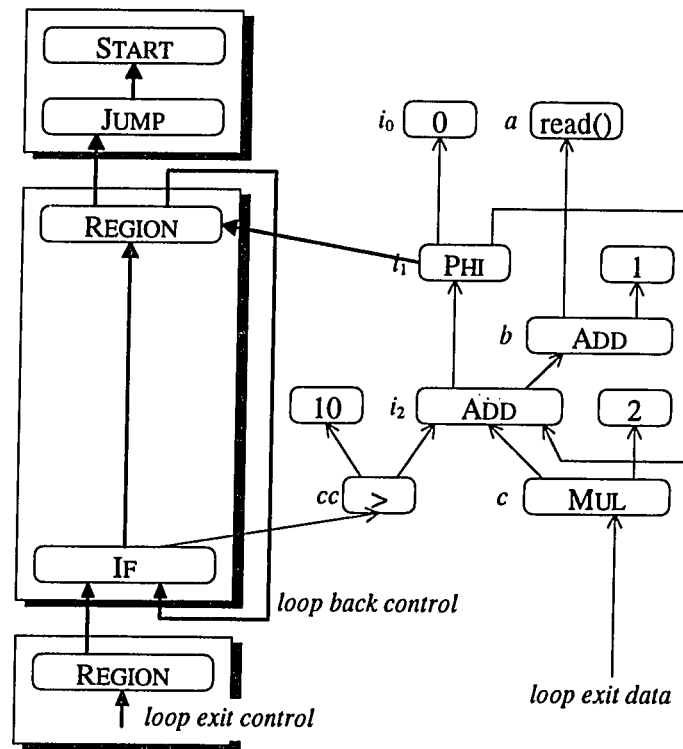 START
JUMP
i0
0
a
read()
REGION
i1
PHI
1
b
ADD
10
i2
ADD
2
cc
>
c
MUL
IF
loop back control
REGION
loop exit control
loop exit data